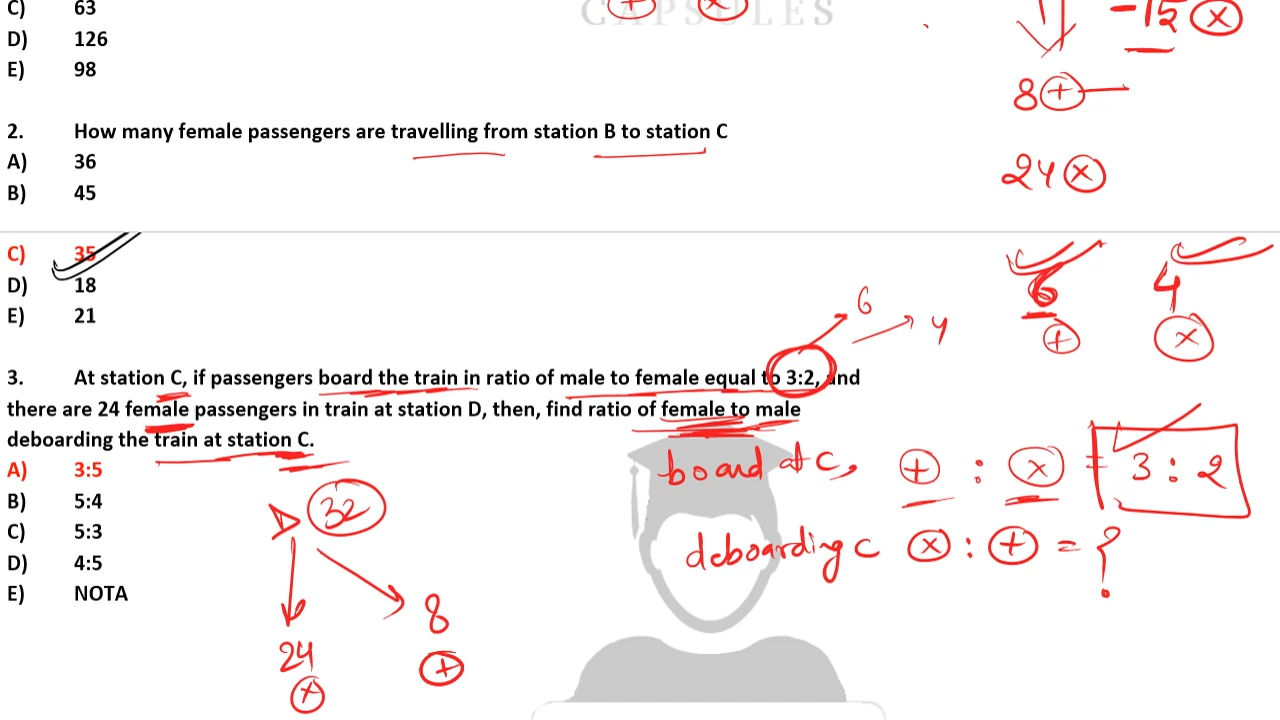 C) 63
CAPSULES
-15 ⊗
D) 126
E) 98
8 ⊕
2. How many female passengers are travelling from station B to station C
A) 36
24 ⊗
B) 45
C) 35
D) 18
E) 21
6 4
⊕ ⊗
6
4
3. At station C, if passengers board the train in ratio of male to female equal to 3:2, and
there are 24 female passengers in train at station D, then, find ratio of female to male
deboarding the train at station C.
A) 3:5
B) 5:4
C) 5:3
D) 4:5
E) NOTA
board at C, ⊕ : ⊗ = 3 : 2
deboarding C ⊗ : ⊕ = ?
D 32
24 8
⊗ ⊕